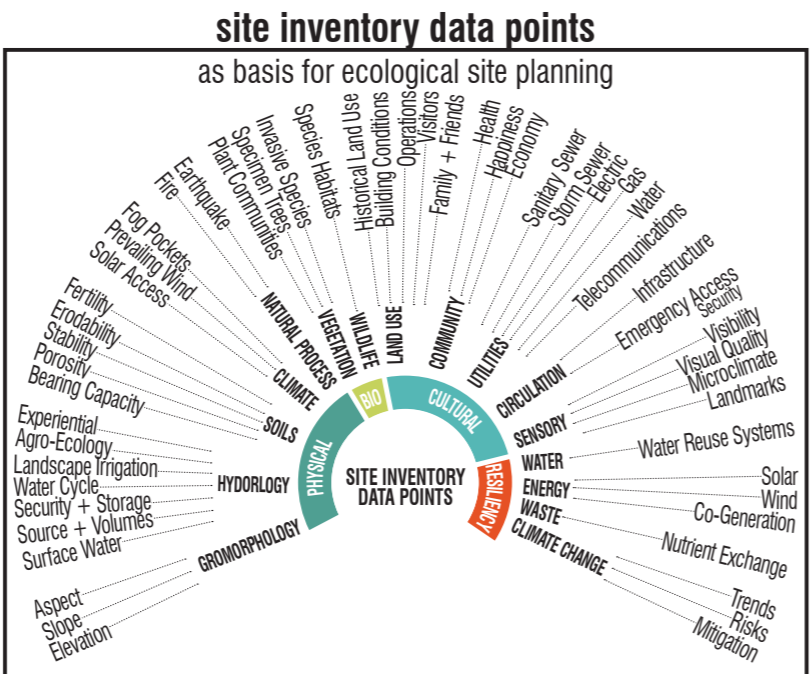 site inventory data points
as basis for ecological site planning
Elevation
Slope
Aspect
Surface Water
Source + Volumes
Security + Storage
Water Cycle
Landscape Irrigation
Agro-Ecology
Experiential
Bearing Capacity
Porosity
Stability
Erodability
Fertility
Solar Access
Prevailing Wind
Fog Pockets
Fire
Earthquake
Plant Communities
Specimen Trees
Invasive Species
Species Habitats
Historical Land Use
Building Conditions
Operations
Visitors
Family + Friends
Health
Happiness
Economy
Sanitary Sewer
Storm Sewer
Electric
Gas
Water
Telecommunications
Infrastructure
Emergency Access
Security
Visibility
Visual Quality
Microclimate
Landmarks
Water Reuse Systems
Solar
Wind
Co-Generation
Nutrient Exchange
Trends
Risks
Mitigation
GROMORPHOLOGY
HYDORLOGY
SOILS
CLIMATE
NATURAL PROCESS
VEGETATION
WILDLIFE
LAND USE
COMMUNITY
UTILITIES
CIRCULATION
SENSORY
WATER
ENERGY
WASTE
CLIMATE CHANGE
PHYSICAL
BIO
CULTURAL
RESILIENCY
SITE INVENTORY
DATA POINTS